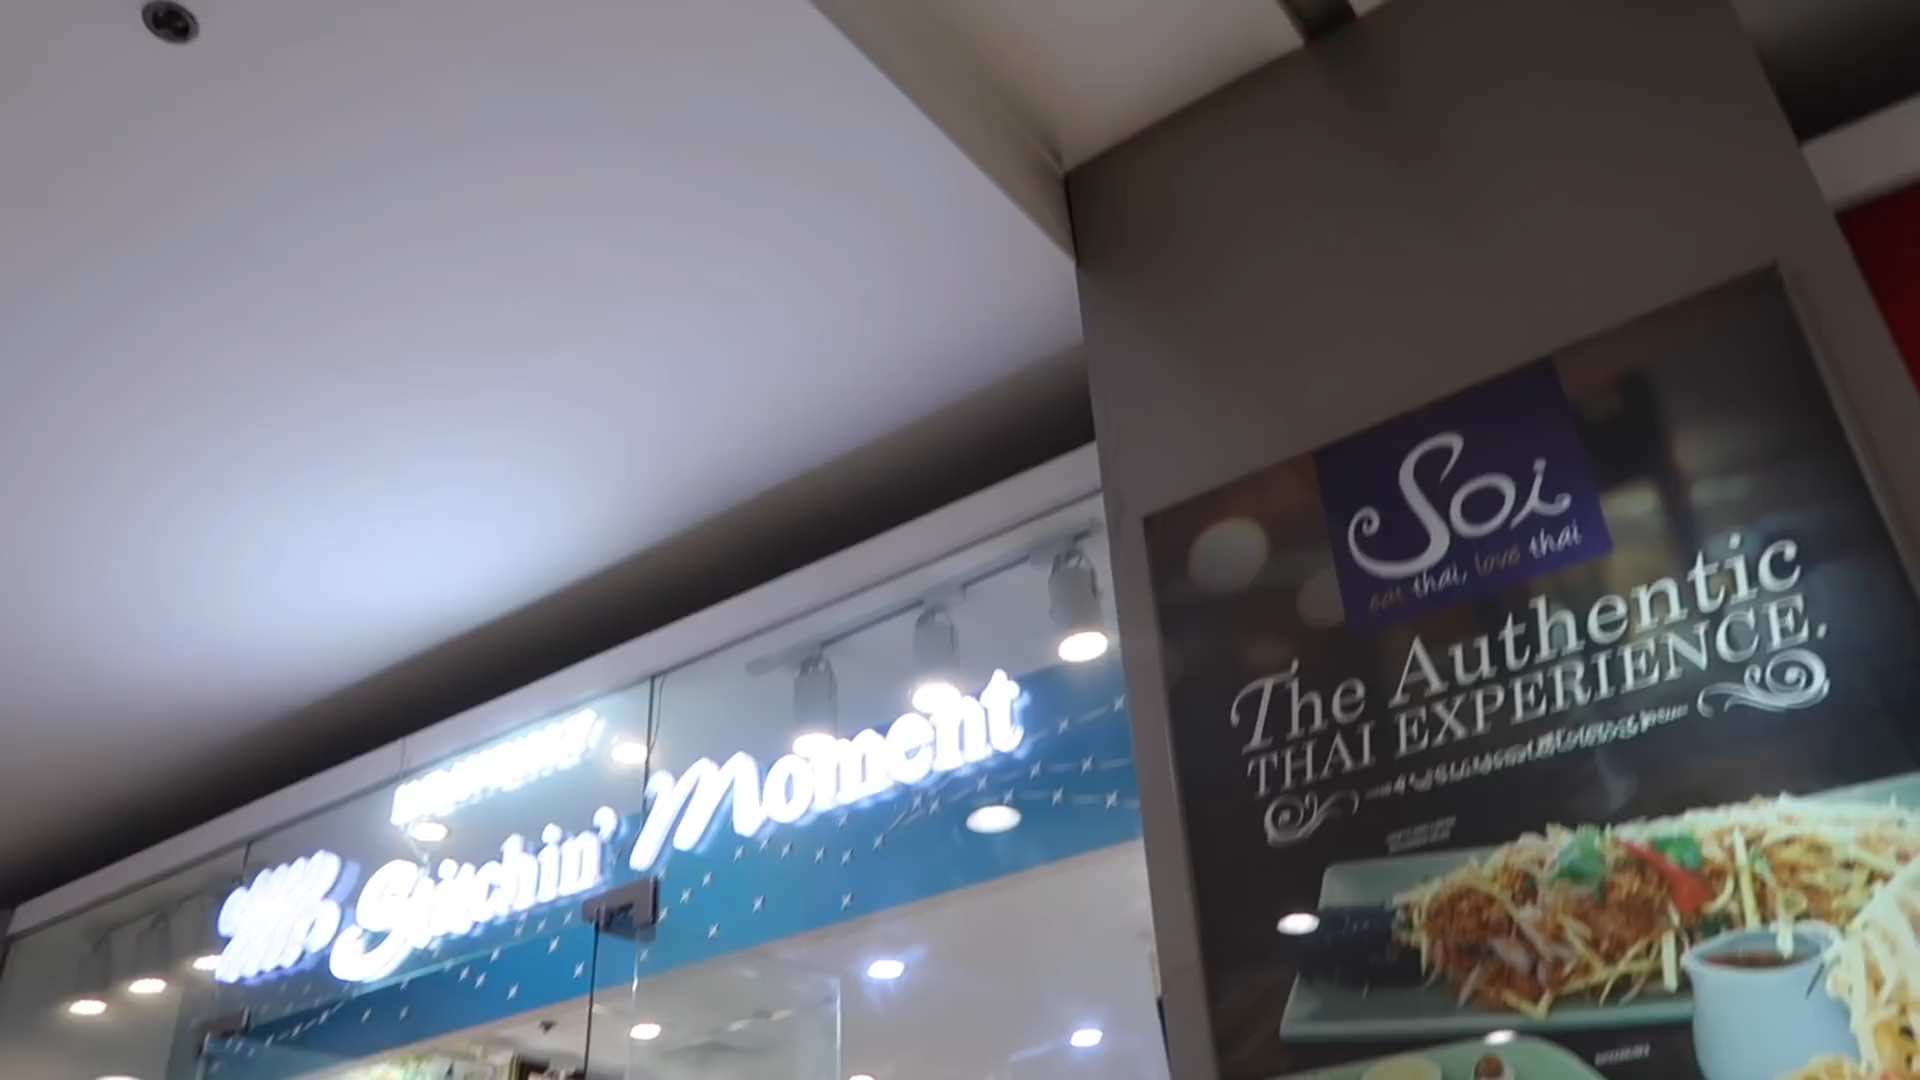 Stitchin' Moment
Soi
eat thai, love thai
The Authentic
THAI EXPERIENCE.